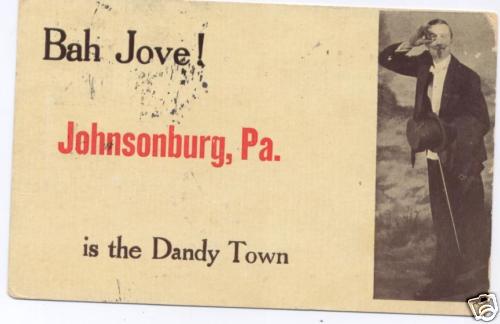 Bah Jove!
Johnsonburg, Pa.
is the Dandy Town